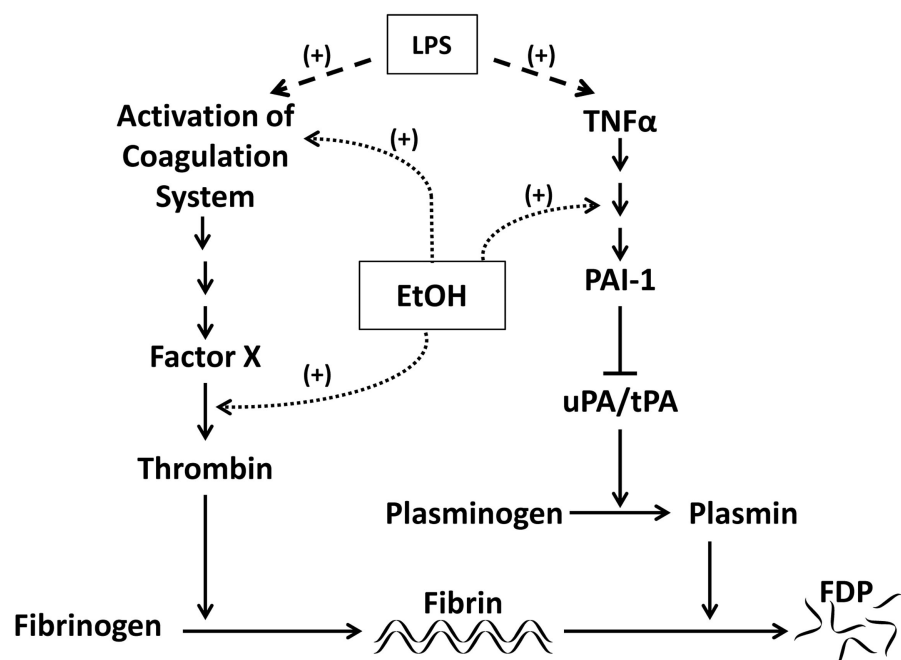 LPS
(+)
(+)
Activation of
Coagulation
System
TNFα
(+)
(+)
EtOH
PAI-1
Factor X
(+)
uPA/tPA
Thrombin
Plasminogen
Plasmin
Fibrinogen
Fibrin
FDP